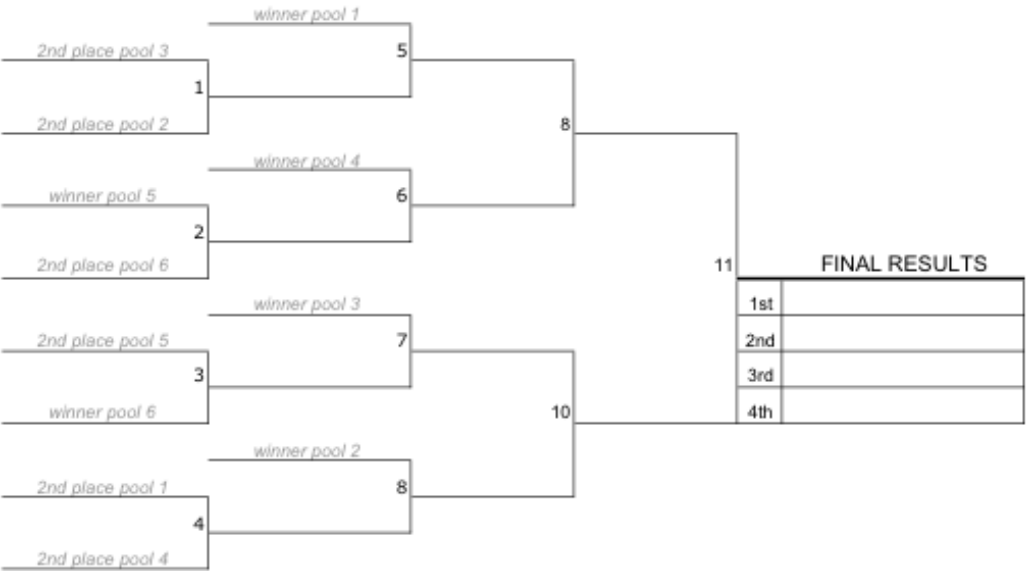 winner pool 1
2nd place pool 3
5
1
2nd place pool 2
8
winner pool 4
winner pool 5
6
2
2nd place pool 6
11
FINAL RESULTS
1st
winner pool 3
2nd place pool 5
7
2nd
3
3rd
winner pool 6
10
4th
winner pool 2
2nd place pool 1
8
4
2nd place pool 4